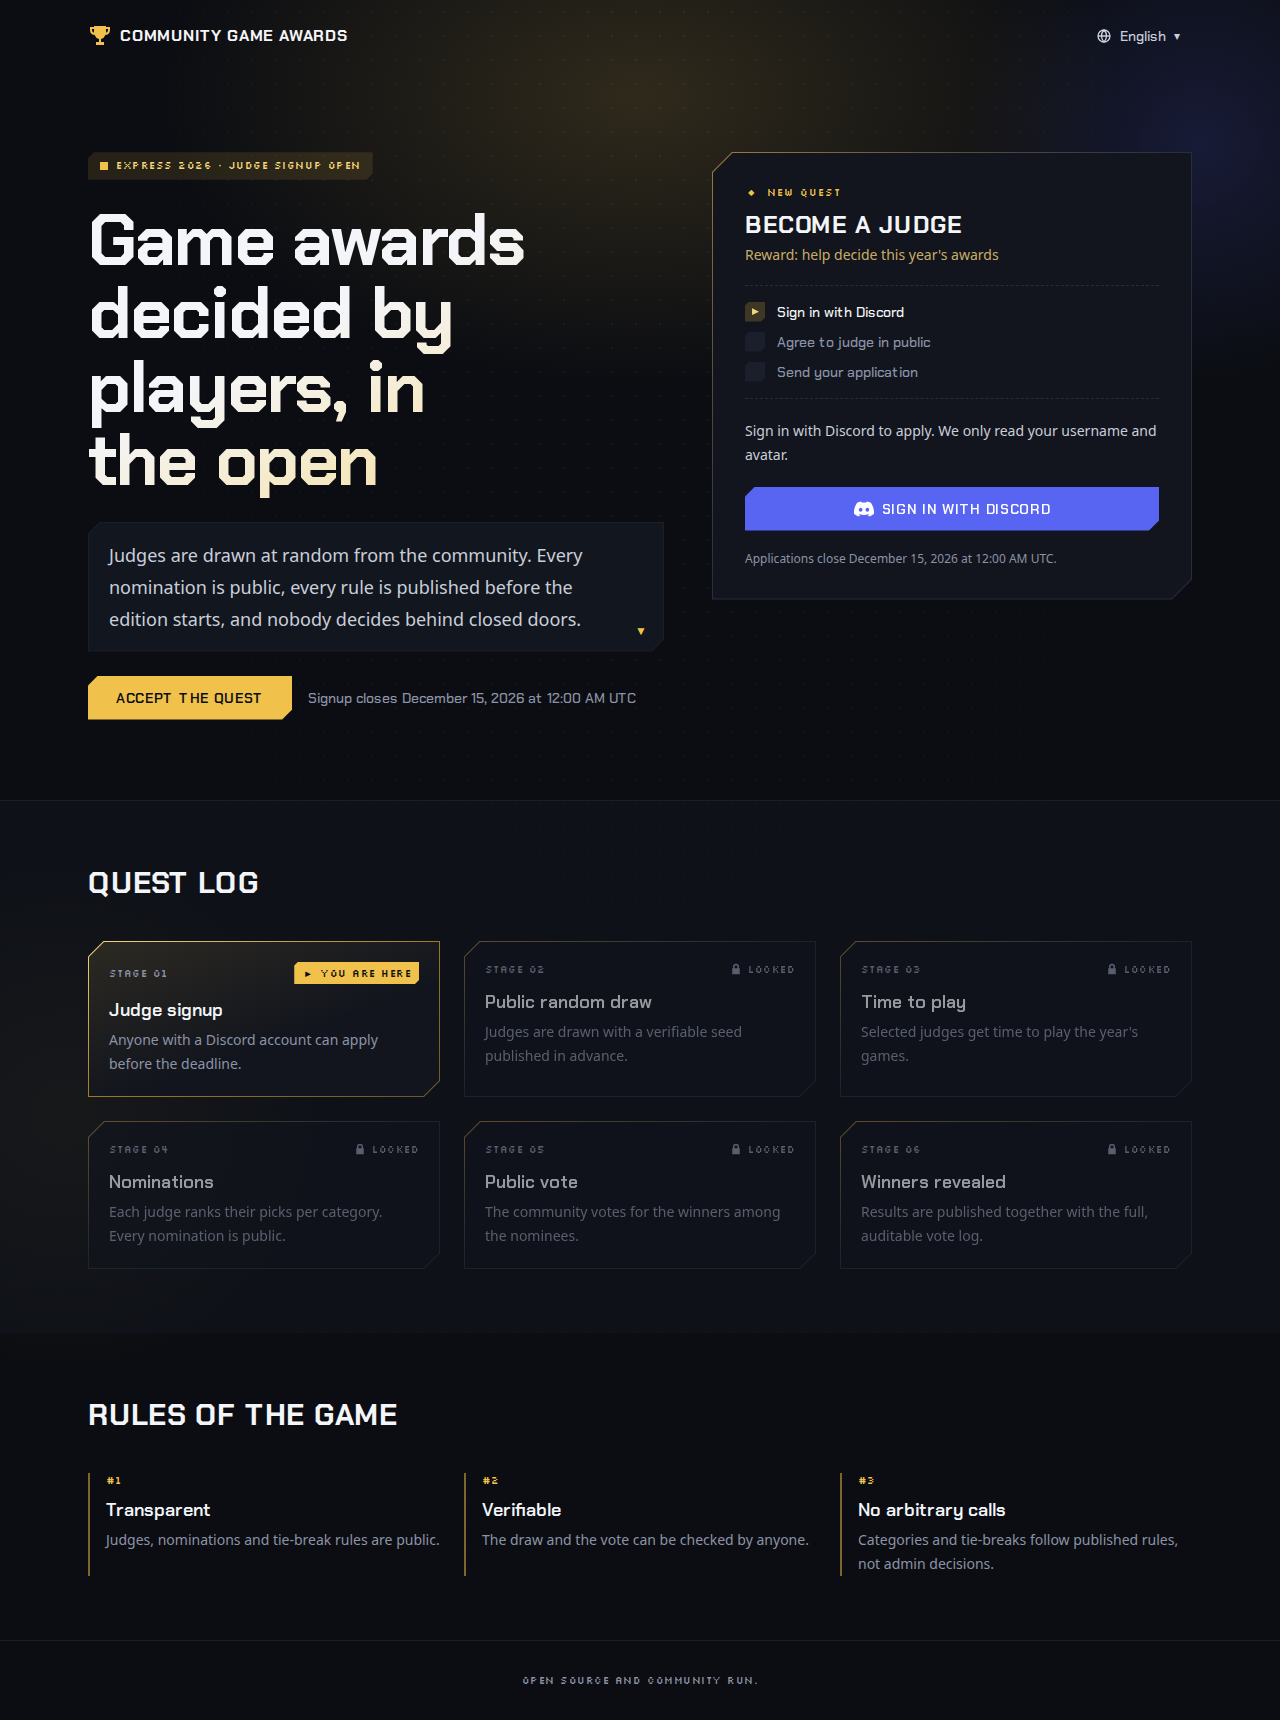 COMMUNITY GAME AWARDS
English ▾
EXPRESS 2026 · JUDGE SIGNUP OPEN
Game awards
decided by
players, in
the open
Judges are drawn at random from the community. Every
nomination is public, every rule is published before the
edition starts, and nobody decides behind closed doors.
▼
ACCEPT THE QUEST
Signup closes December 15, 2026 at 12:00 AM UTC
◆ NEW QUEST
BECOME A JUDGE
Reward: help decide this year's awards
▶ Sign in with Discord
Agree to judge in public
Send your application
Sign in with Discord to apply. We only read your username and
avatar.
SIGN IN WITH DISCORD
Applications close December 15, 2026 at 12:00 AM UTC.
QUEST LOG
STAGE 01
▶ YOU ARE HERE
Judge signup
Anyone with a Discord account can apply
before the deadline.
STAGE 02
LOCKED
Public random draw
Judges are drawn with a verifiable seed
published in advance.
STAGE 03
LOCKED
Time to play
Selected judges get time to play the year's
games.
STAGE 04
LOCKED
Nominations
Each judge ranks their picks per category.
Every nomination is public.
STAGE 05
LOCKED
Public vote
The community votes for the winners among
the nominees.
STAGE 06
LOCKED
Winners revealed
Results are published together with the full,
auditable vote log.
RULES OF THE GAME
#1
Transparent
Judges, nominations and tie-break rules are public.
#2
Verifiable
The draw and the vote can be checked by anyone.
#3
No arbitrary calls
Categories and tie-breaks follow published rules,
not admin decisions.
OPEN SOURCE AND COMMUNITY RUN.